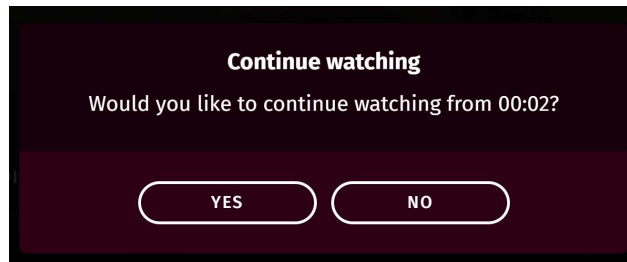 Continue watching
Would you like to continue watching from 00:02?
YES
NO